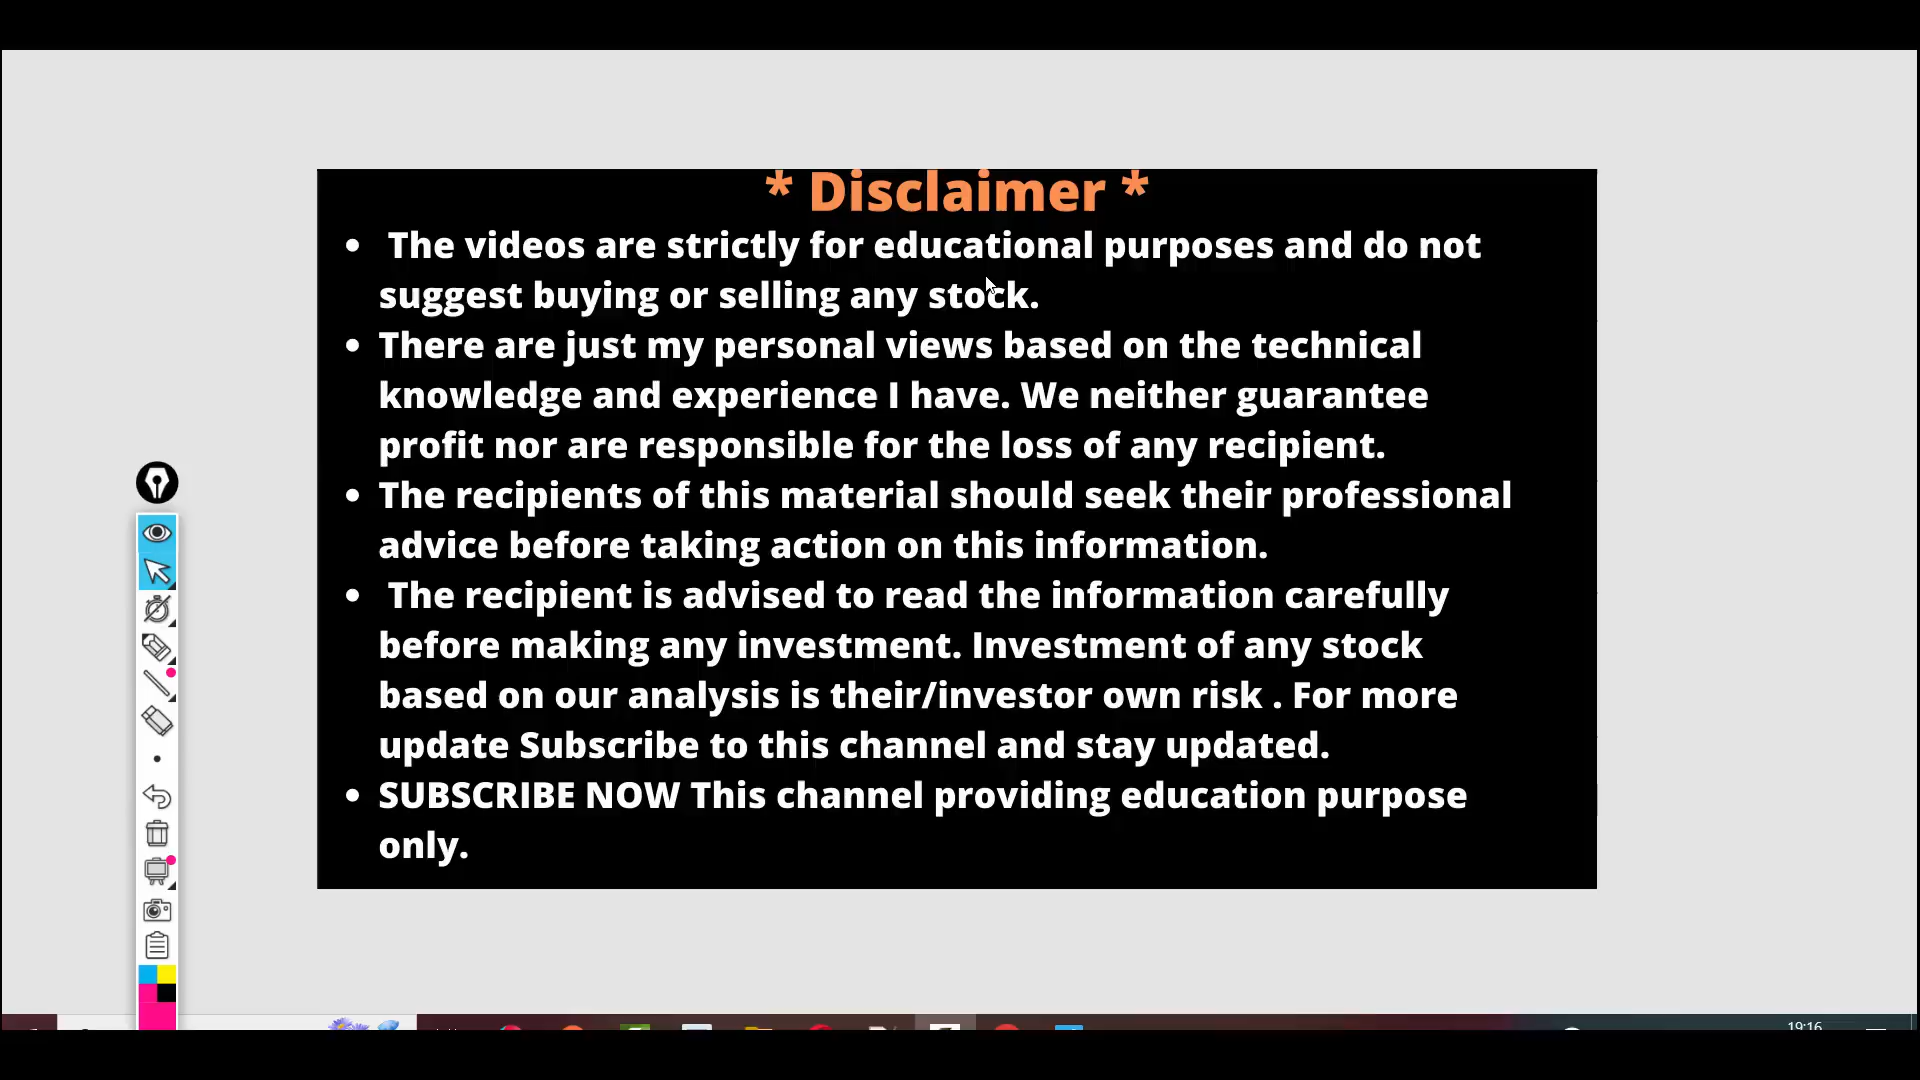 * Disclaimer *
• The videos are strictly for educational purposes and do not
suggest buying or selling any stock.
• There are just my personal views based on the technical
knowledge and experience I have. We neither guarantee
profit nor are responsible for the loss of any recipient.
• The recipients of this material should seek their professional
advice before taking action on this information.
• The recipient is advised to read the information carefully
before making any investment. Investment of any stock
based on our analysis is their/investor own risk . For more
update Subscribe to this channel and stay updated.
• SUBSCRIBE NOW This channel providing education purpose
only.
19:16